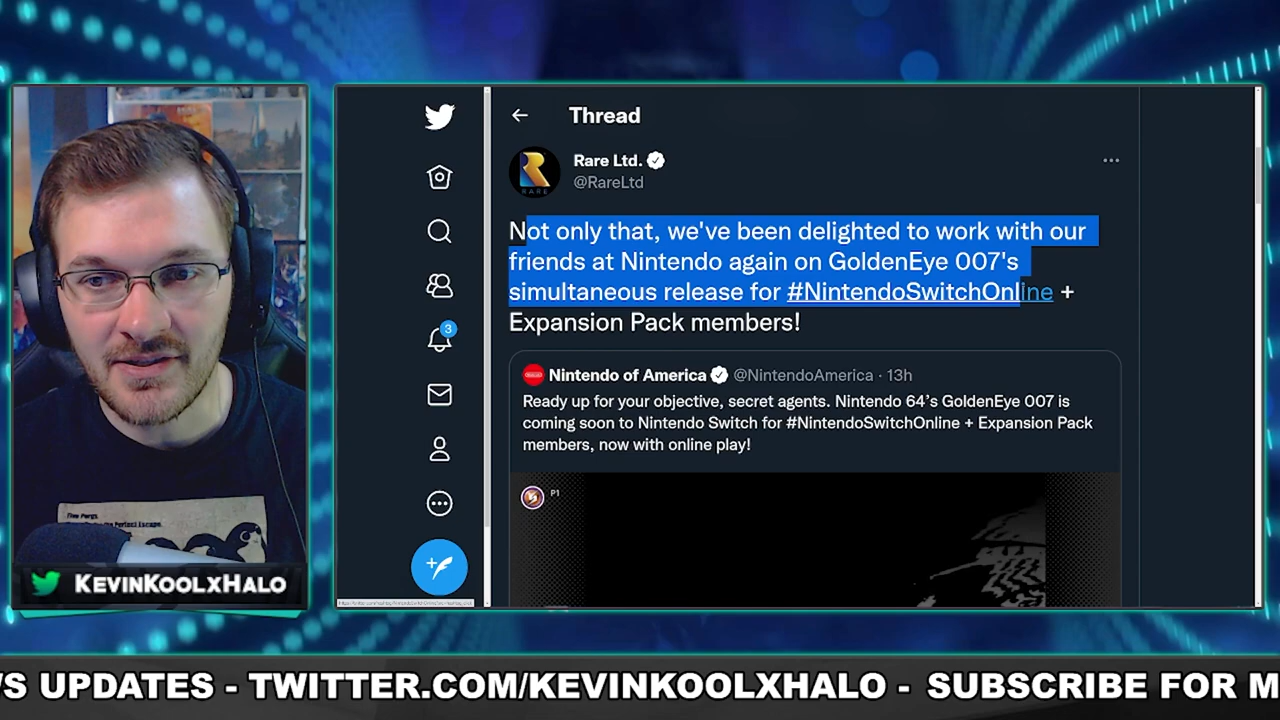 Thread
Rare Ltd.
@RareLtd
RARE
Not only that, we've been delighted to work with our
friends at Nintendo again on GoldenEye 007's
simultaneous release for #NintendoSwitchOnline +
Expansion Pack members!
3
Nintendo of America @NintendoAmerica · 13h
Ready up for your objective, secret agents. Nintendo 64’s GoldenEye 007 is
coming soon to Nintendo Switch for #NintendoSwitchOnline + Expansion Pack
members, now with online play!
P1
KEVINKOOLXHALO
WS UPDATES - TWITTER.COM/KEVINKOOLXHALO - SUBSCRIBE FOR M